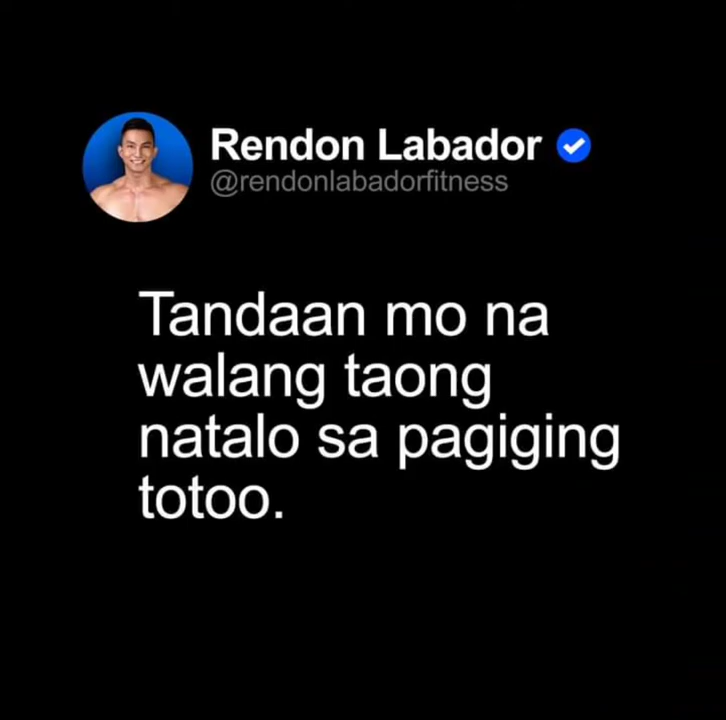 Rendon Labador
@rendonlabadorfitness
Tandaan mo na
walang taong
natalo sa pagiging
totoo.